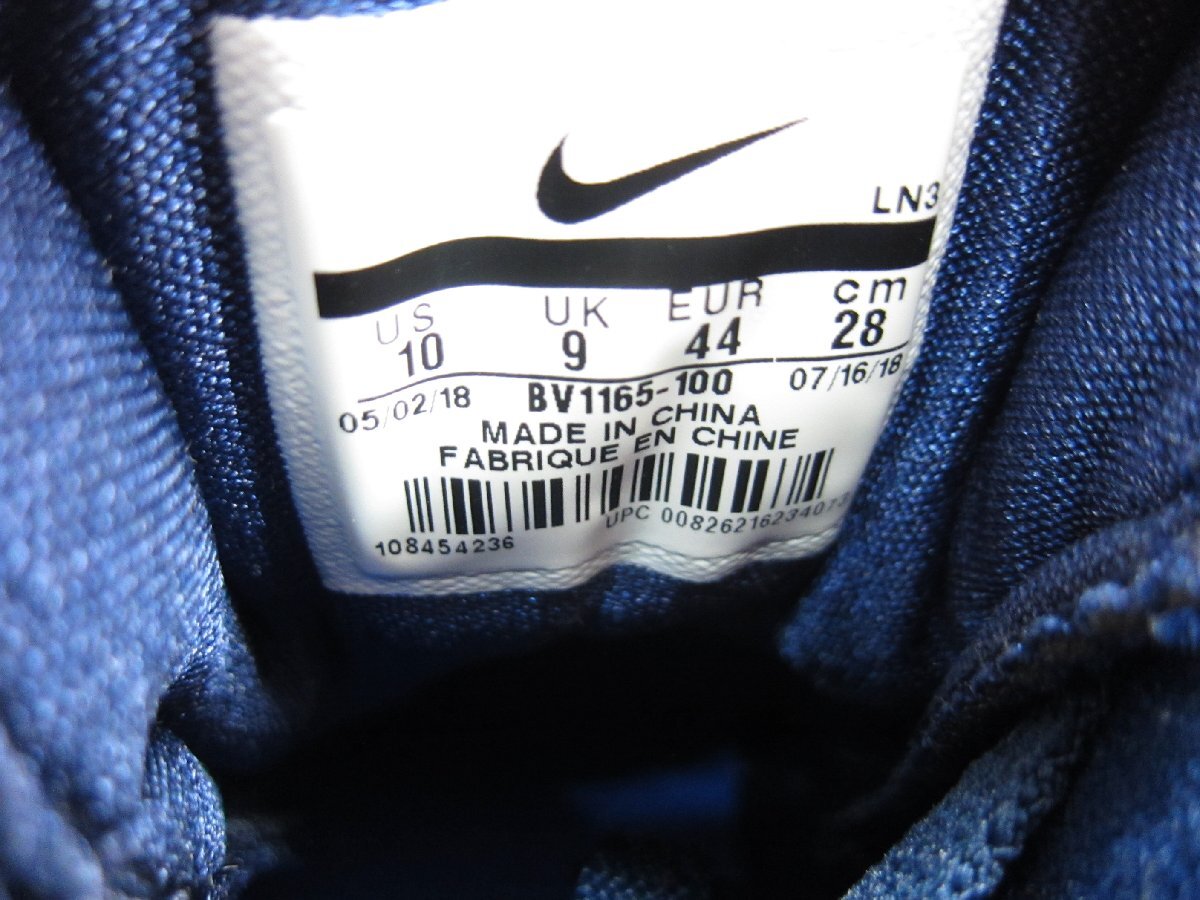 LN3
US UK EUR cm
10 9 44 28
05/02/18 BV1165-100 07/16/18
MADE IN CHINA
FABRIQUE EN CHINE
108454236 UPC 00826216234073